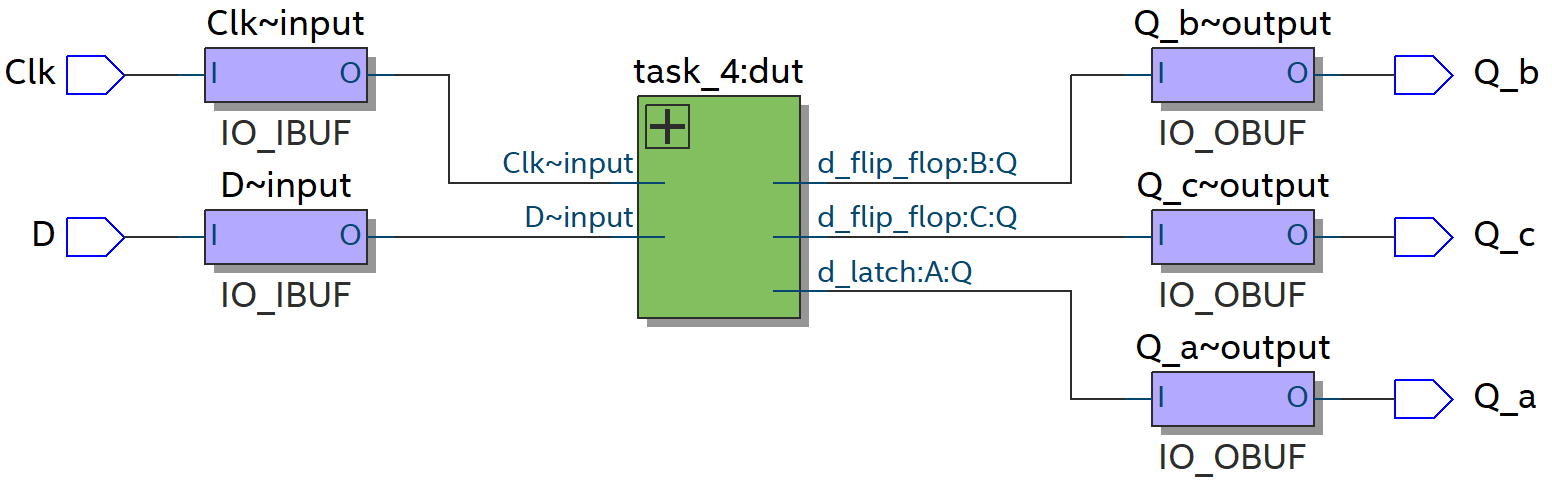 Clk
Clk~input
I
O
IO_IBUF
D
D~input
I
O
IO_IBUF
task_4:dut
Clk~input
D~input
d_flip_flop:B:Q
d_flip_flop:C:Q
d_latch:A:Q
Q_b~output
I
O
IO_OBUF
Q_b
Q_c~output
I
O
IO_OBUF
Q_c
Q_a~output
I
O
IO_OBUF
Q_a